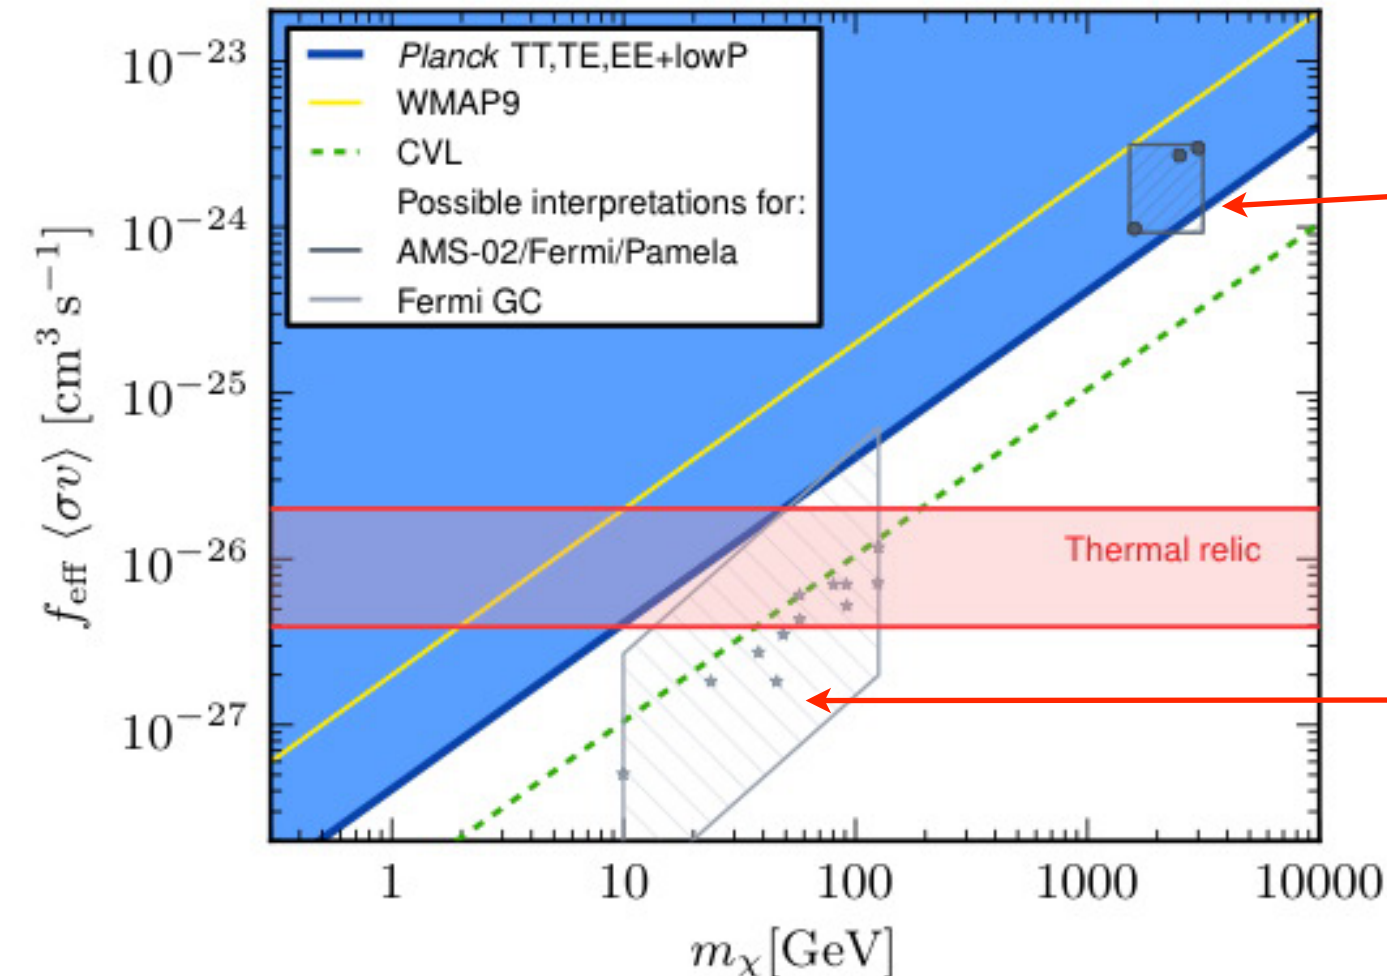 Planck TT,TE,EE+lowP
WMAP9
CVL
Possible interpretations for:
AMS-02/Fermi/Pamela
Fermi GC
Thermal relic
f_eff ⟨σv⟩ [cm³ s⁻¹]
10⁻²³
10⁻²⁴
10⁻²⁵
10⁻²⁶
10⁻²⁷
1 10 100 1000 10000
m_χ[GeV]